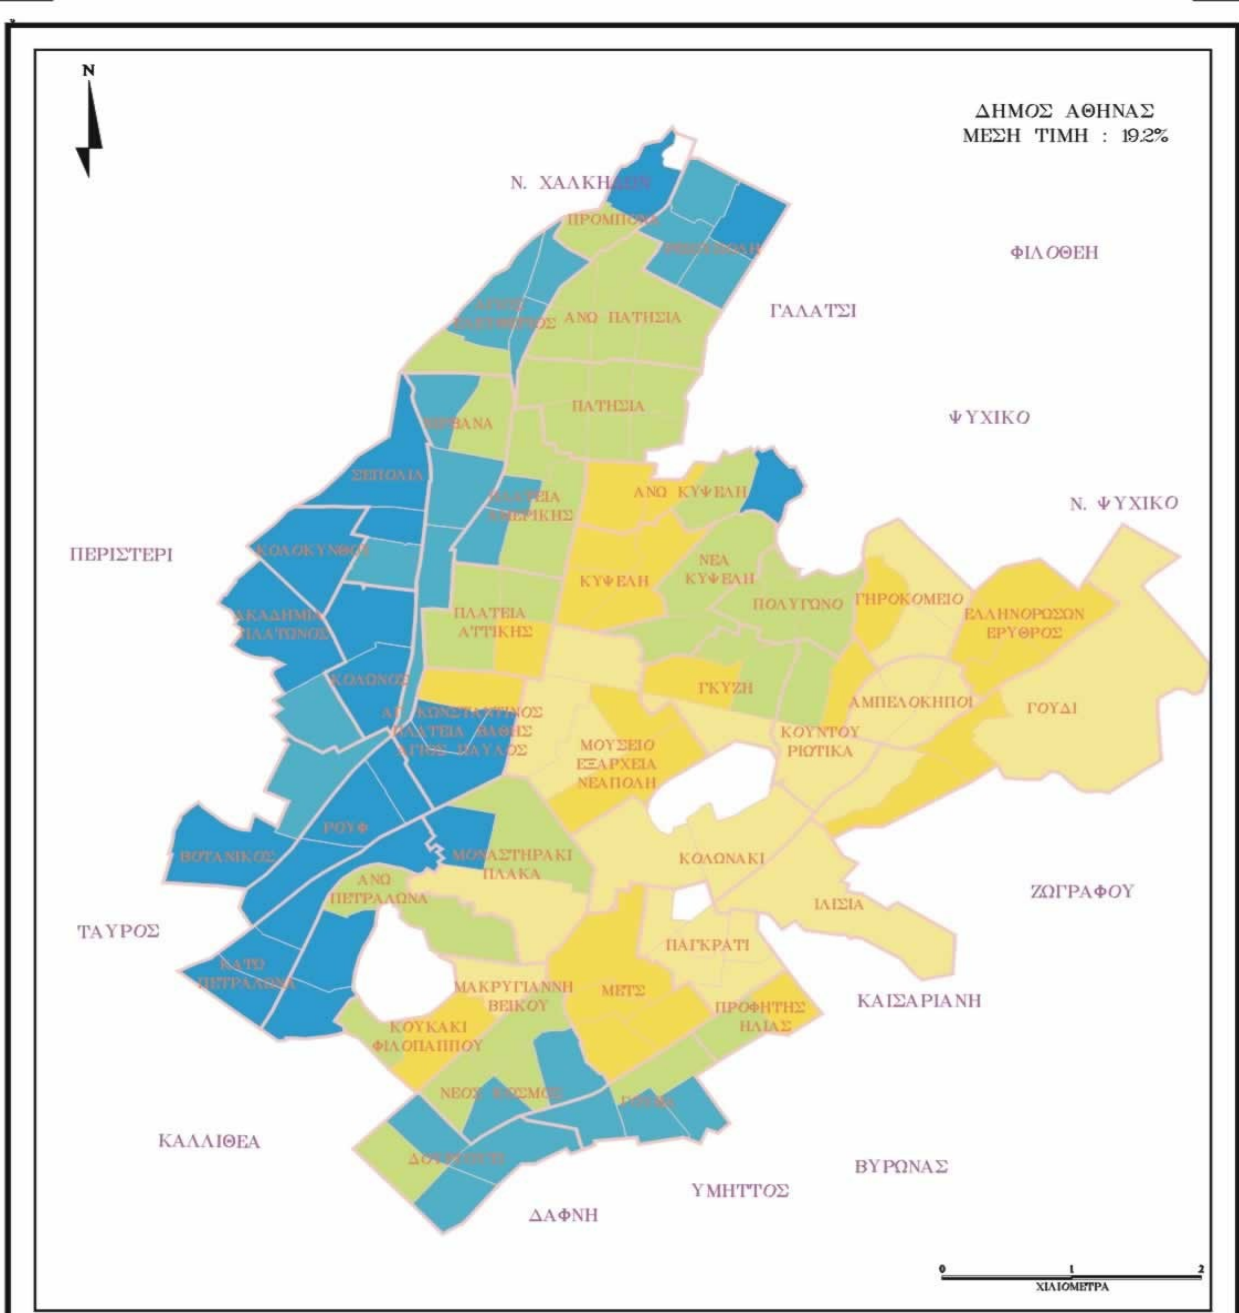 N
ΔΗΜΟΣ ΑΘΗΝΑΣ
ΜΕΣΗ ΤΙΜΗ : 19.2%
Ν. ΧΑΛΚΗΔΩΝ
ΠΡΟΜΠΟΝΑ
ΦΙΛΟΘΕΗ
ΓΑΛΑΤΣΙ
ΑΝΩ ΠΑΤΗΣΙΑ
ΠΑΤΗΣΙΑ
ΨΥΧΙΚΟ
ΣΕΠΟΛΙΑ
ΑΝΩ ΚΥΨΕΛΗ
ΠΛΑΤΕΙΑ
ΑΜΕΡΙΚΗΣ
Ν. ΨΥΧΙΚΟ
ΠΕΡΙΣΤΕΡΙ
ΚΟΛΟΚΥΝΘΟΥ
ΝΕΑ
ΚΥΨΕΛΗ
ΚΥΨΕΛΗ
ΠΟΛΥΓΩΝΟ
ΓΗΡΟΚΟΜΕΙΟ
ΕΛΛΗΝΟΡΩΣΩΝ
ΕΡΥΘΡΟΣ
ΑΚΑΔΗΜΙΑ
ΠΛΑΤΩΝΟΣ
ΠΛΑΤΕΙΑ
ΑΤΤΙΚΗΣ
ΚΟΛΩΝΟΣ
ΓΚΥΖΗ
ΑΜΠΕΛΟΚΗΠΟΙ
ΓΟΥΔΙ
ΑΓ. ΚΩΝΣΤΑΝΤΙΝΟΣ
ΠΛΑΤΕΙΑ ΒΑΘΗΣ
ΑΓΙΟΣ ΠΑΥΛΟΣ
ΜΟΥΣΕΙΟ
ΕΞΑΡΧΕΙΑ
ΝΕΑΠΟΛΗ
ΚΟΥΝΤΟΥ
ΡΙΩΤΙΚΑ
ΡΟΥΦ
ΒΟΤΑΝΙΚΟΣ
ΜΟΝΑΣΤΗΡΑΚΙ
ΠΛΑΚΑ
ΚΟΛΩΝΑΚΙ
ΑΝΩ
ΠΕΤΡΑΛΩΝΑ
ΖΩΓΡΑΦΟΥ
ΙΛΙΣΙΑ
ΤΑΥΡΟΣ
ΠΑΓΚΡΑΤΙ
ΚΑΤΩ
ΠΕΤΡΑΛΩΝΑ
ΜΑΚΡΥΓΙΑΝΝΗ
ΒΕΙΚΟΥ
ΜΕΤΣ
ΚΑΙΣΑΡΙΑΝΗ
ΠΡΟΦΗΤΗΣ
ΗΛΙΑΣ
ΚΟΥΚΑΚΙ
ΦΙΛΟΠΑΠΠΟΥ
ΝΕΟΣ ΚΟΣΜΟΣ
ΚΑΛΛΙΘΕΑ
ΒΥΡΩΝΑΣ
ΥΜΗΤΤΟΣ
ΔΑΦΝΗ
0 1 2
ΧΙΛΙΟΜΕΤΡΑ